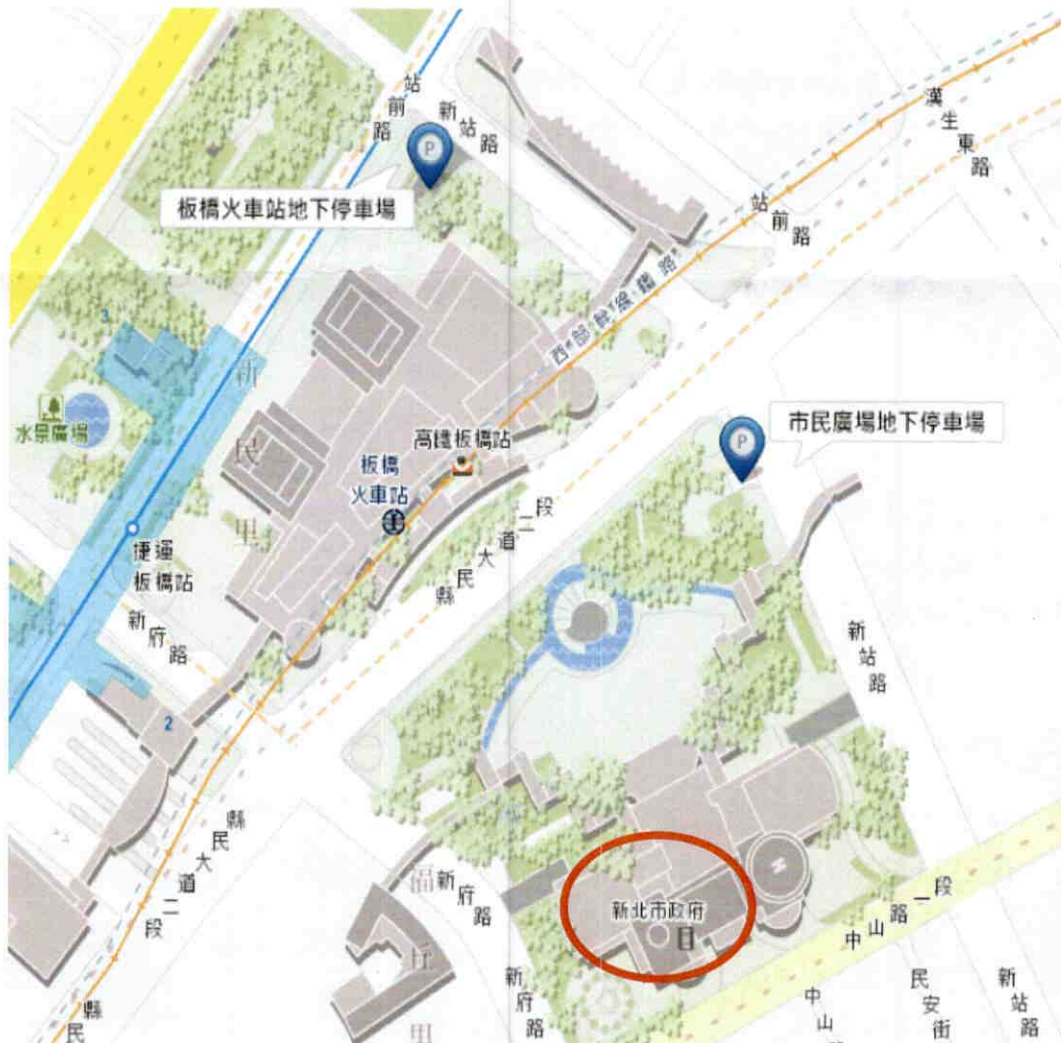 站前路
新站路
P
板橋火車站地下停車場
漢生東路
站前路
西部幹線鐵路
3
水景廣場
新民里
高鐵板橋站
板橋
火車站
P
市民廣場地下停車場
捷運
板橋站
縣民大道二段
新府路
新站路
2
縣民大道二段
福丘里
新府路
新北市政府
H
中山路一段
縣民
新府路
中山
民安街
新站路